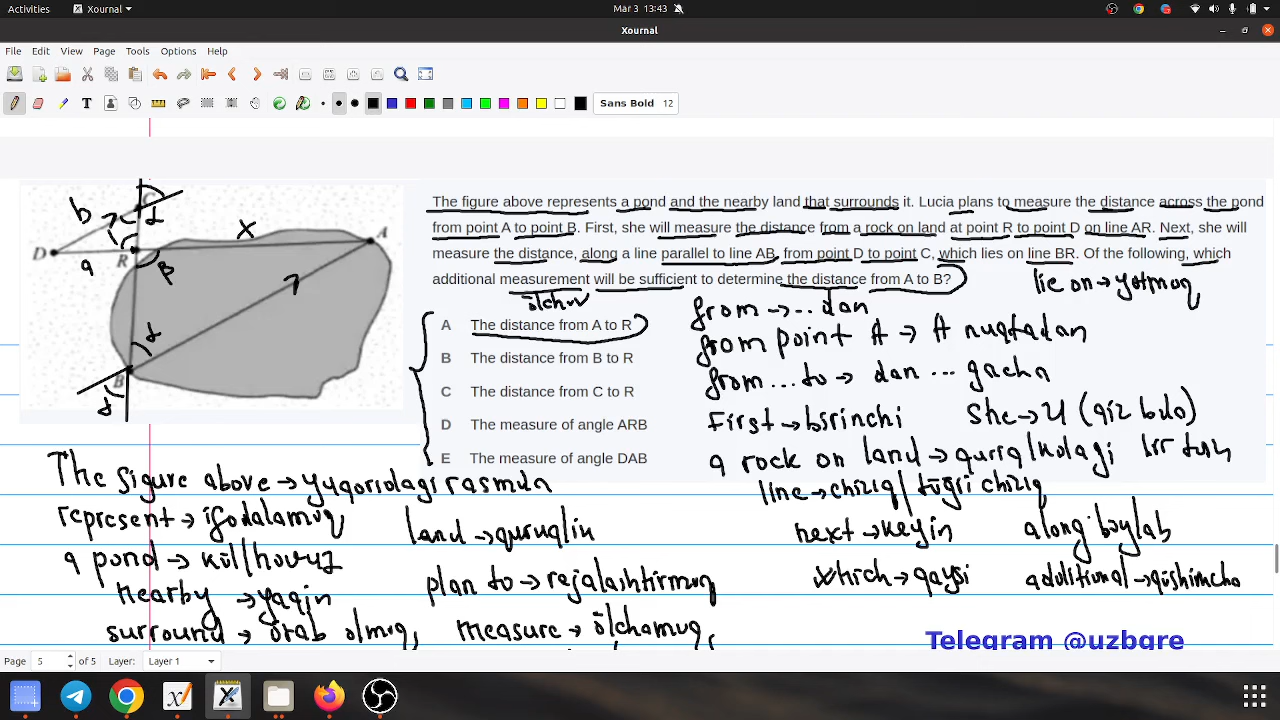 Activities Xournal Mar 3 13:43
Xournal
File Edit View Page Tools Options Help
Sans Bold 12
The figure above represents a pond and the nearby land that surrounds it. Lucia plans to measure the distance across the pond
from point A to point B. First, she will measure the distance from a rock on land at point R to point D on line AR. Next, she will
measure the distance, along a line parallel to line AB, from point D to point C, which lies on line BR. Of the following, which
additional measurement will be sufficient to determine the distance from A to B?
ölchov
lie on→yotmoq
A The distance from A to R
B The distance from B to R
C The distance from C to R
D The measure of angle ARB
E The measure of angle DAB
b
C
α
D
R
A
x
a
β
α
B
α
from → .. dan
from point A → A nuqtadan
from ... to → dan ... gacha
First → birinchi
She → U (qiz bola)
a rock on land → quruqlikdagi bir tosh
line → chiziq/to'g'ri chiziq
next → keyin
along boylab
which → qaysi
additional → qöshimcha
The figure above → yuqoridagi rasmda
represent → ifodalamoq
land → quruqlik
a pond → köl/hovuz
nearby → yaqin
plan to → rejalashtirmoq
surround → örab olmoq,
measure → ölchamoq,
Telegram @uzbgre
Page 5 of 5 Layer: Layer 1